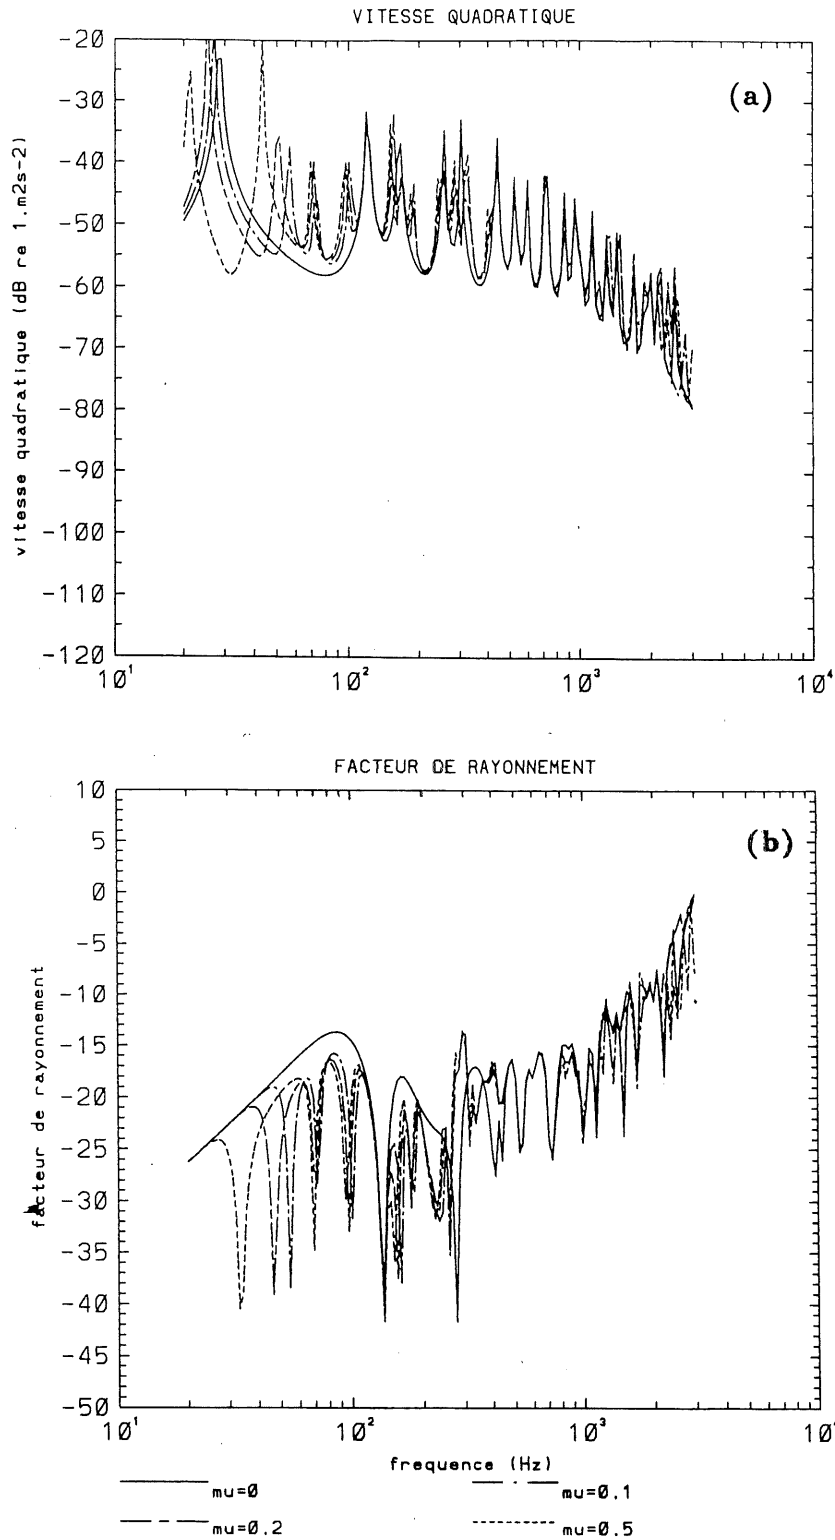 VITESSE QUADRATIQUE
(a)
vitesse quadratique (dB re 1.m2s-2)
-20
-30
-40
-50
-60
-70
-80
-90
-100
-110
-120
10¹
10²
10³
10⁴
FACTEUR DE RAYONNEMENT
(b)
facteur de rayonnement
10
5
0
-5
-10
-15
-20
-25
-30
-35
-40
-45
-50
10¹
10²
10³
10
frequence (Hz)
mu=0
mu=0.1
mu=0.2
mu=0.5